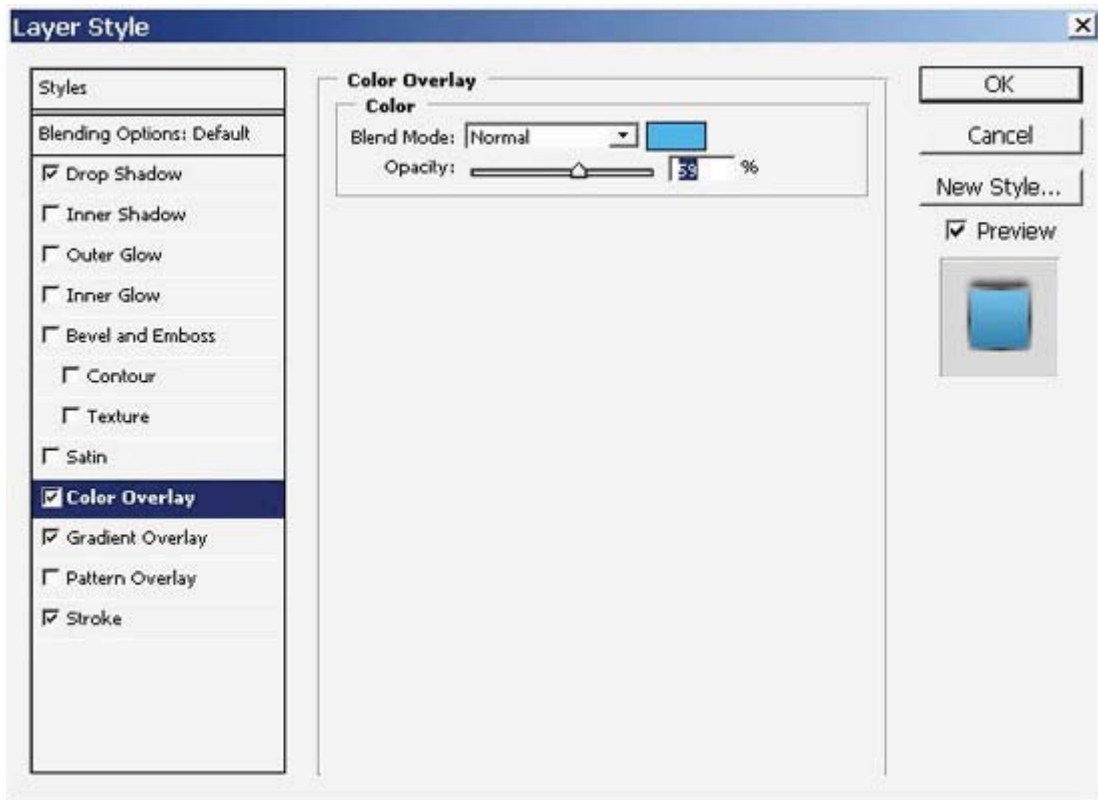 Layer Style
Styles
Blending Options: Default
Drop Shadow
Inner Shadow
Outer Glow
Inner Glow
Bevel and Emboss
Contour
Texture
Satin
Color Overlay
Gradient Overlay
Pattern Overlay
Stroke
Color Overlay
Color
Blend Mode: Normal
Opacity: 59 %
OK
Cancel
New Style...
Preview